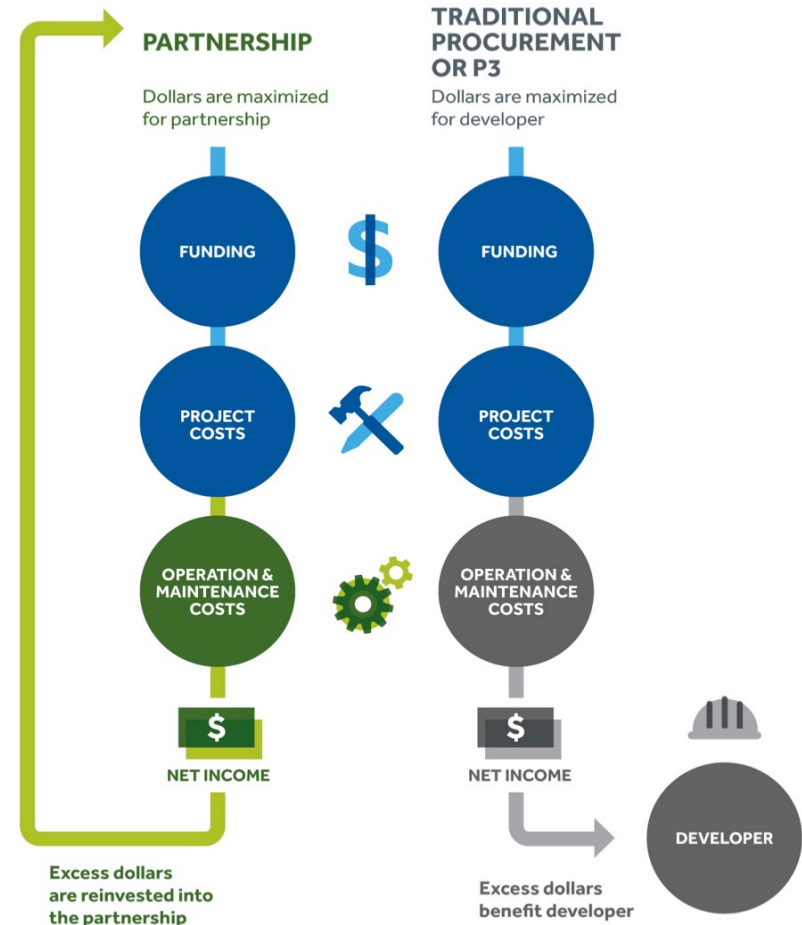 PARTNERSHIP
Dollars are maximized
for partnership
FUNDING
PROJECT
COSTS
OPERATION &
MAINTENANCE
COSTS
$
NET INCOME
Excess dollars
are reinvested into
the partnership
$
TRADITIONAL
PROCUREMENT
OR P3
Dollars are maximized
for developer
FUNDING
PROJECT
COSTS
OPERATION &
MAINTENANCE
COSTS
$
NET INCOME
DEVELOPER
Excess dollars
benefit developer